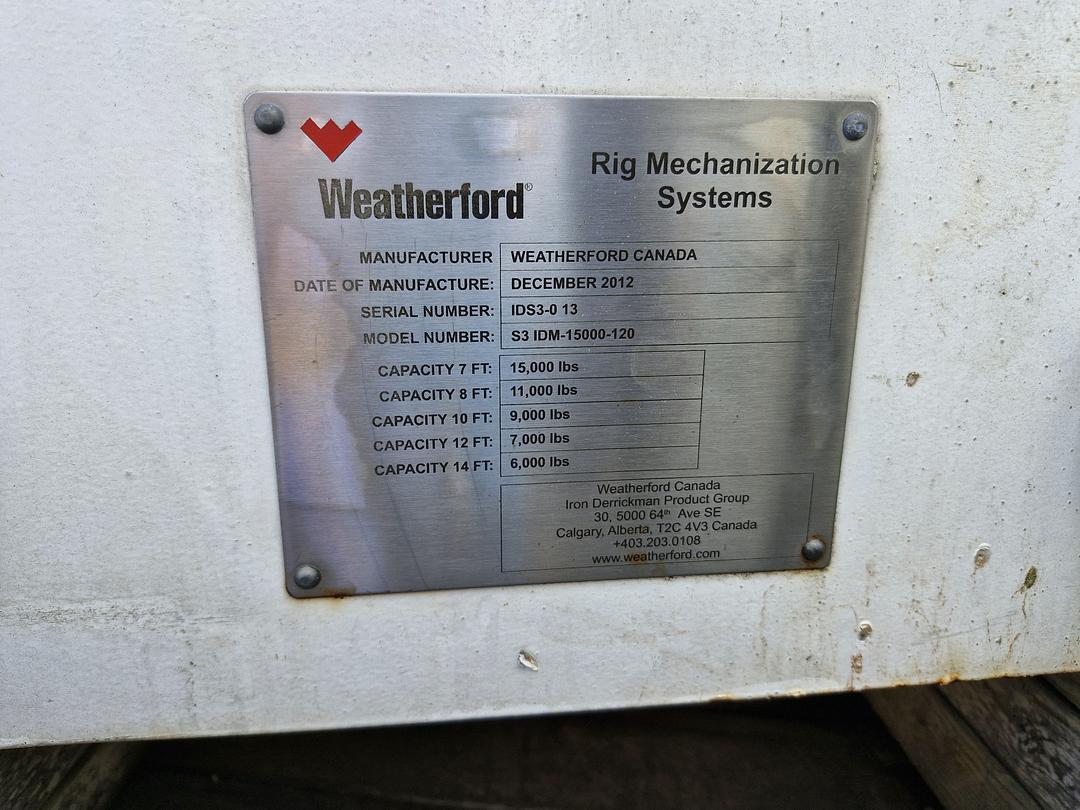 Weatherford®
Rig Mechanization
Systems
MANUFACTURER WEATHERFORD CANADA
DATE OF MANUFACTURE: DECEMBER 2012
SERIAL NUMBER: IDS3-0 13
MODEL NUMBER: S3 IDM-15000-120
CAPACITY 7 FT: 15,000 lbs
CAPACITY 8 FT: 11,000 lbs
CAPACITY 10 FT: 9,000 lbs
CAPACITY 12 FT: 7,000 lbs
CAPACITY 14 FT: 6,000 lbs
Weatherford Canada
Iron Derrickman Product Group
30, 5000 64th Ave SE
Calgary, Alberta, T2C 4V3 Canada
+403.203.0108
www.weatherford.com